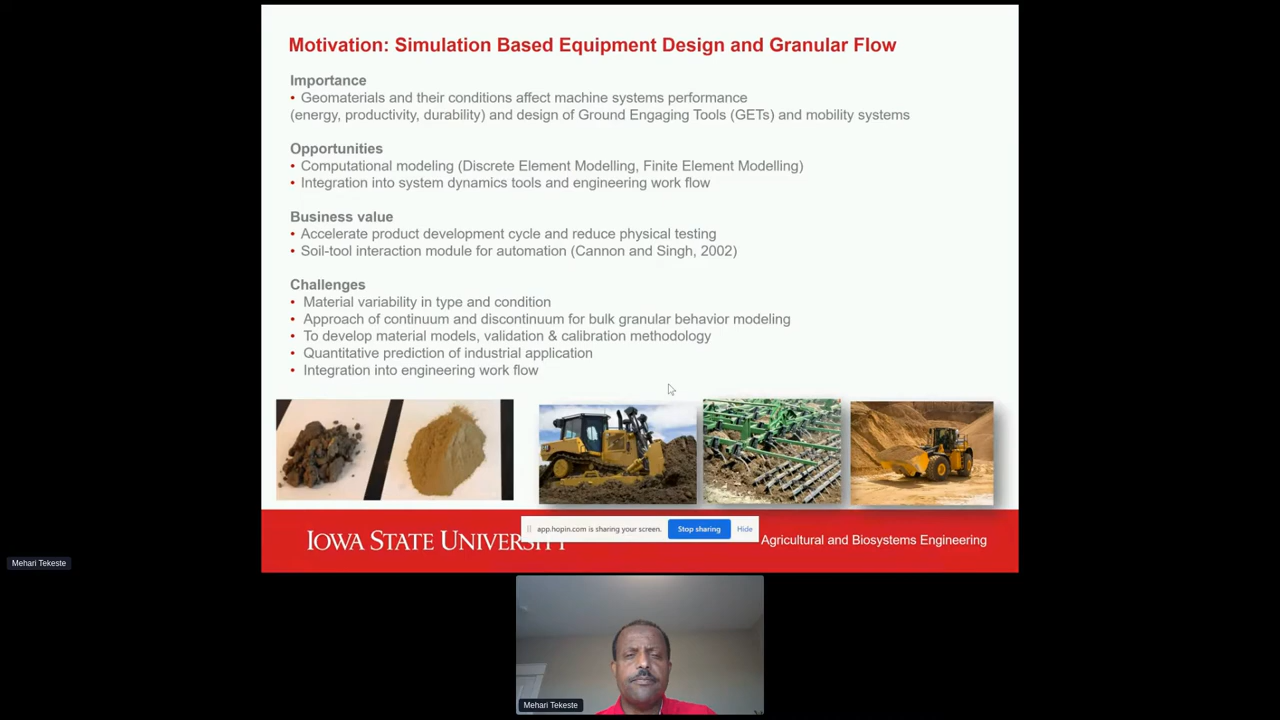 Motivation: Simulation Based Equipment Design and Granular Flow
Importance
• Geomaterials and their conditions affect machine systems performance
(energy, productivity, durability) and design of Ground Engaging Tools (GETs) and mobility systems
Opportunities
• Computational modeling (Discrete Element Modelling, Finite Element Modelling)
• Integration into system dynamics tools and engineering work flow
Business value
• Accelerate product development cycle and reduce physical testing
• Soil-tool interaction module for automation (Cannon and Singh, 2002)
Challenges
• Material variability in type and condition
• Approach of continuum and discontinuum for bulk granular behavior modeling
• To develop material models, validation & calibration methodology
• Quantitative prediction of industrial application
• Integration into engineering work flow
app.hopin.com is sharing your screen. Stop sharing Hide
IOWA STATE UNIVERSITY
Agricultural and Biosystems Engineering
Mehari Tekeste
Mehari Tekeste